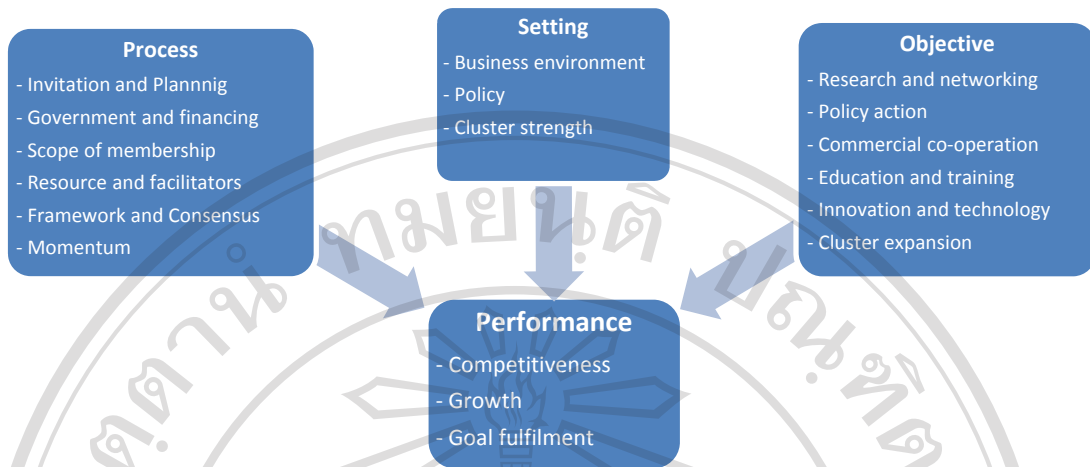 Process
- Invitation and Plannnig
- Government and financing
- Scope of membership
- Resource and facilitators
- Framework and Consensus
- Momentum
Setting
- Business environment
- Policy
- Cluster strength
Objective
- Research and networking
- Policy action
- Commercial co-operation
- Education and training
- Innovation and technology
- Cluster expansion
Performance
- Competitiveness
- Growth
- Goal fulfilment